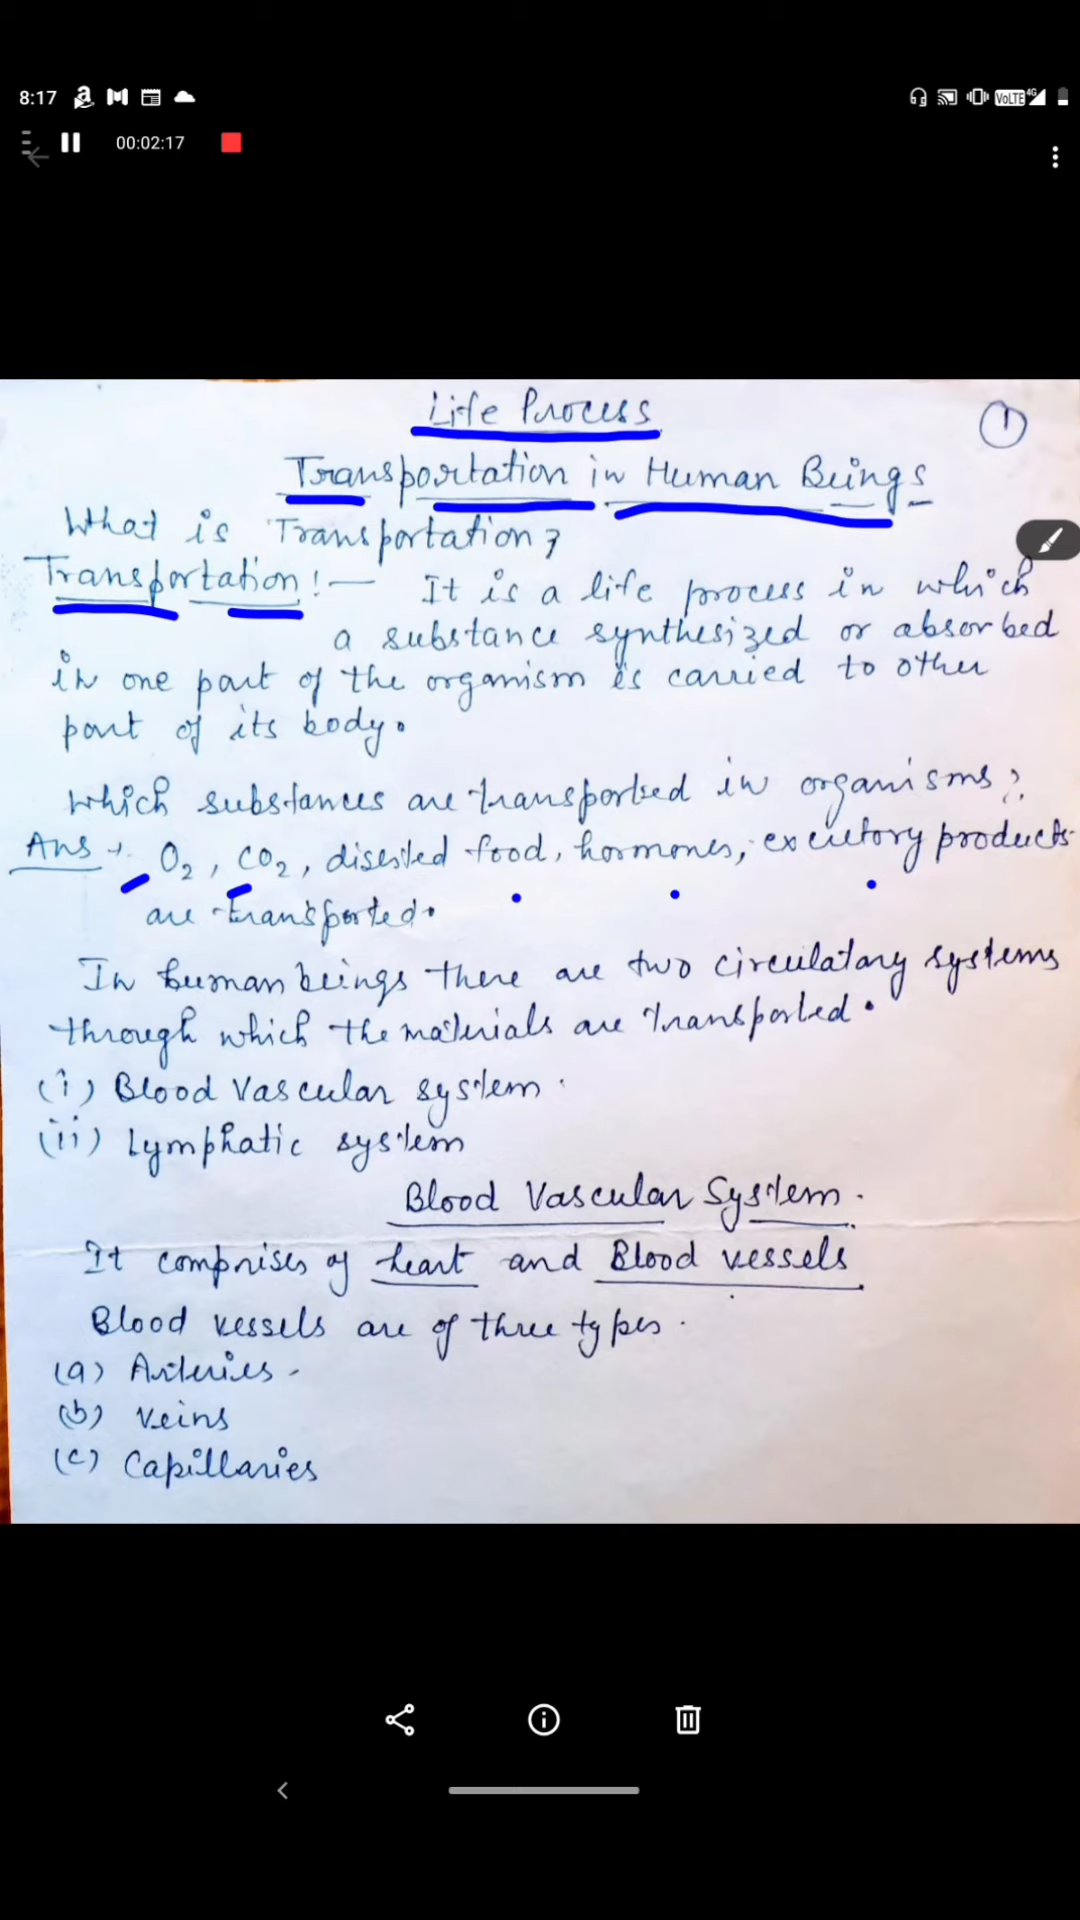 8:17
VoLTE 4G
00:02:17
Life Process
1
Transportation in Human Beings
What is Transportation?
Transportation :— It is a life process in which
a substance synthesized or absorbed
in one part of the organism is carried to other
part of its body.
Which substances are transported in organisms?
Ans → O2, CO2, disested food, hormones, excretory products
are transported.
In human beings there are two circulatory systems
through which the materials are transported.
(i) Blood Vascular system.
(ii) Lymphatic system
Blood Vascular System.
It comprises of heart and Blood vessels
Blood vessels are of three types.
(a) Arteries
(b) Veins
(c) Capillaries